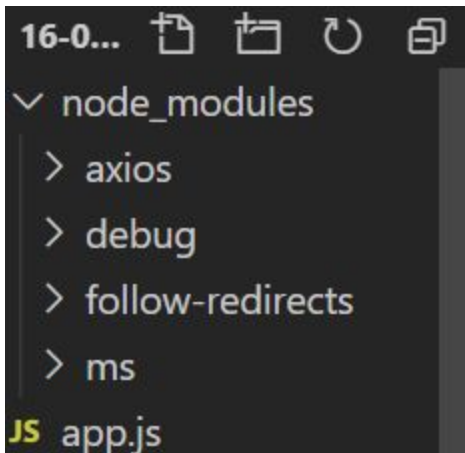 16-0...
node_modules
axios
debug
follow-redirects
ms
JS app.js